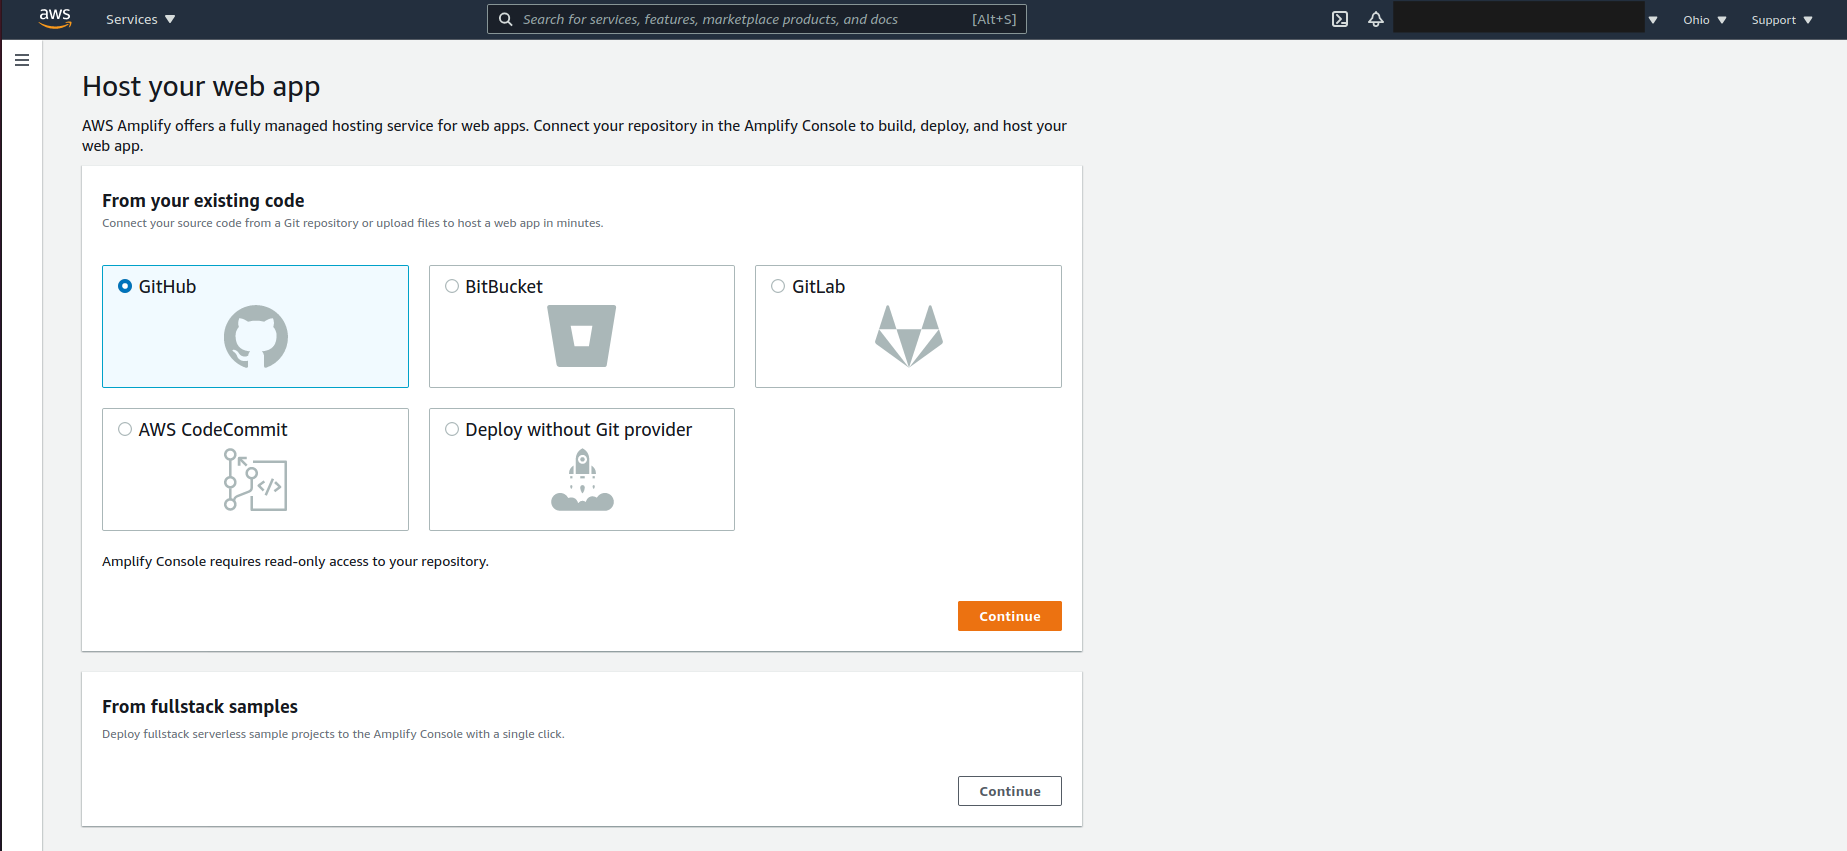 aws Services Search for services, features, marketplace products, and docs [Alt+S] Ohio Support
Host your web app
AWS Amplify offers a fully managed hosting service for web apps. Connect your repository in the Amplify Console to build, deploy, and host your
web app.
From your existing code
Connect your source code from a Git repository or upload files to host a web app in minutes.
GitHub BitBucket GitLab
AWS CodeCommit Deploy without Git provider
</>
Amplify Console requires read-only access to your repository.
Continue
From fullstack samples
Deploy fullstack serverless sample projects to the Amplify Console with a single click.
Continue